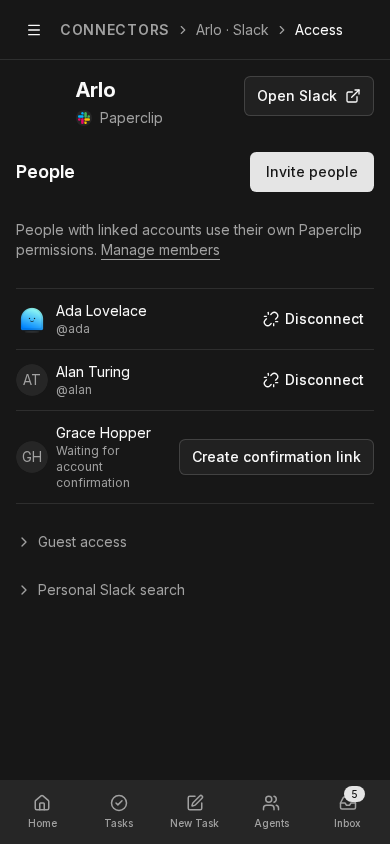 CONNECTORS > Arlo · Slack > Access
Arlo
Paperclip
Open Slack
People
Invite people
People with linked accounts use their own Paperclip
permissions. Manage members
Ada Lovelace
@ada
Disconnect
AT
Alan Turing
@alan
Disconnect
GH
Grace Hopper
Waiting for
account
confirmation
Create confirmation link
Guest access
Personal Slack search
Home
Tasks
New Task
Agents
5
Inbox